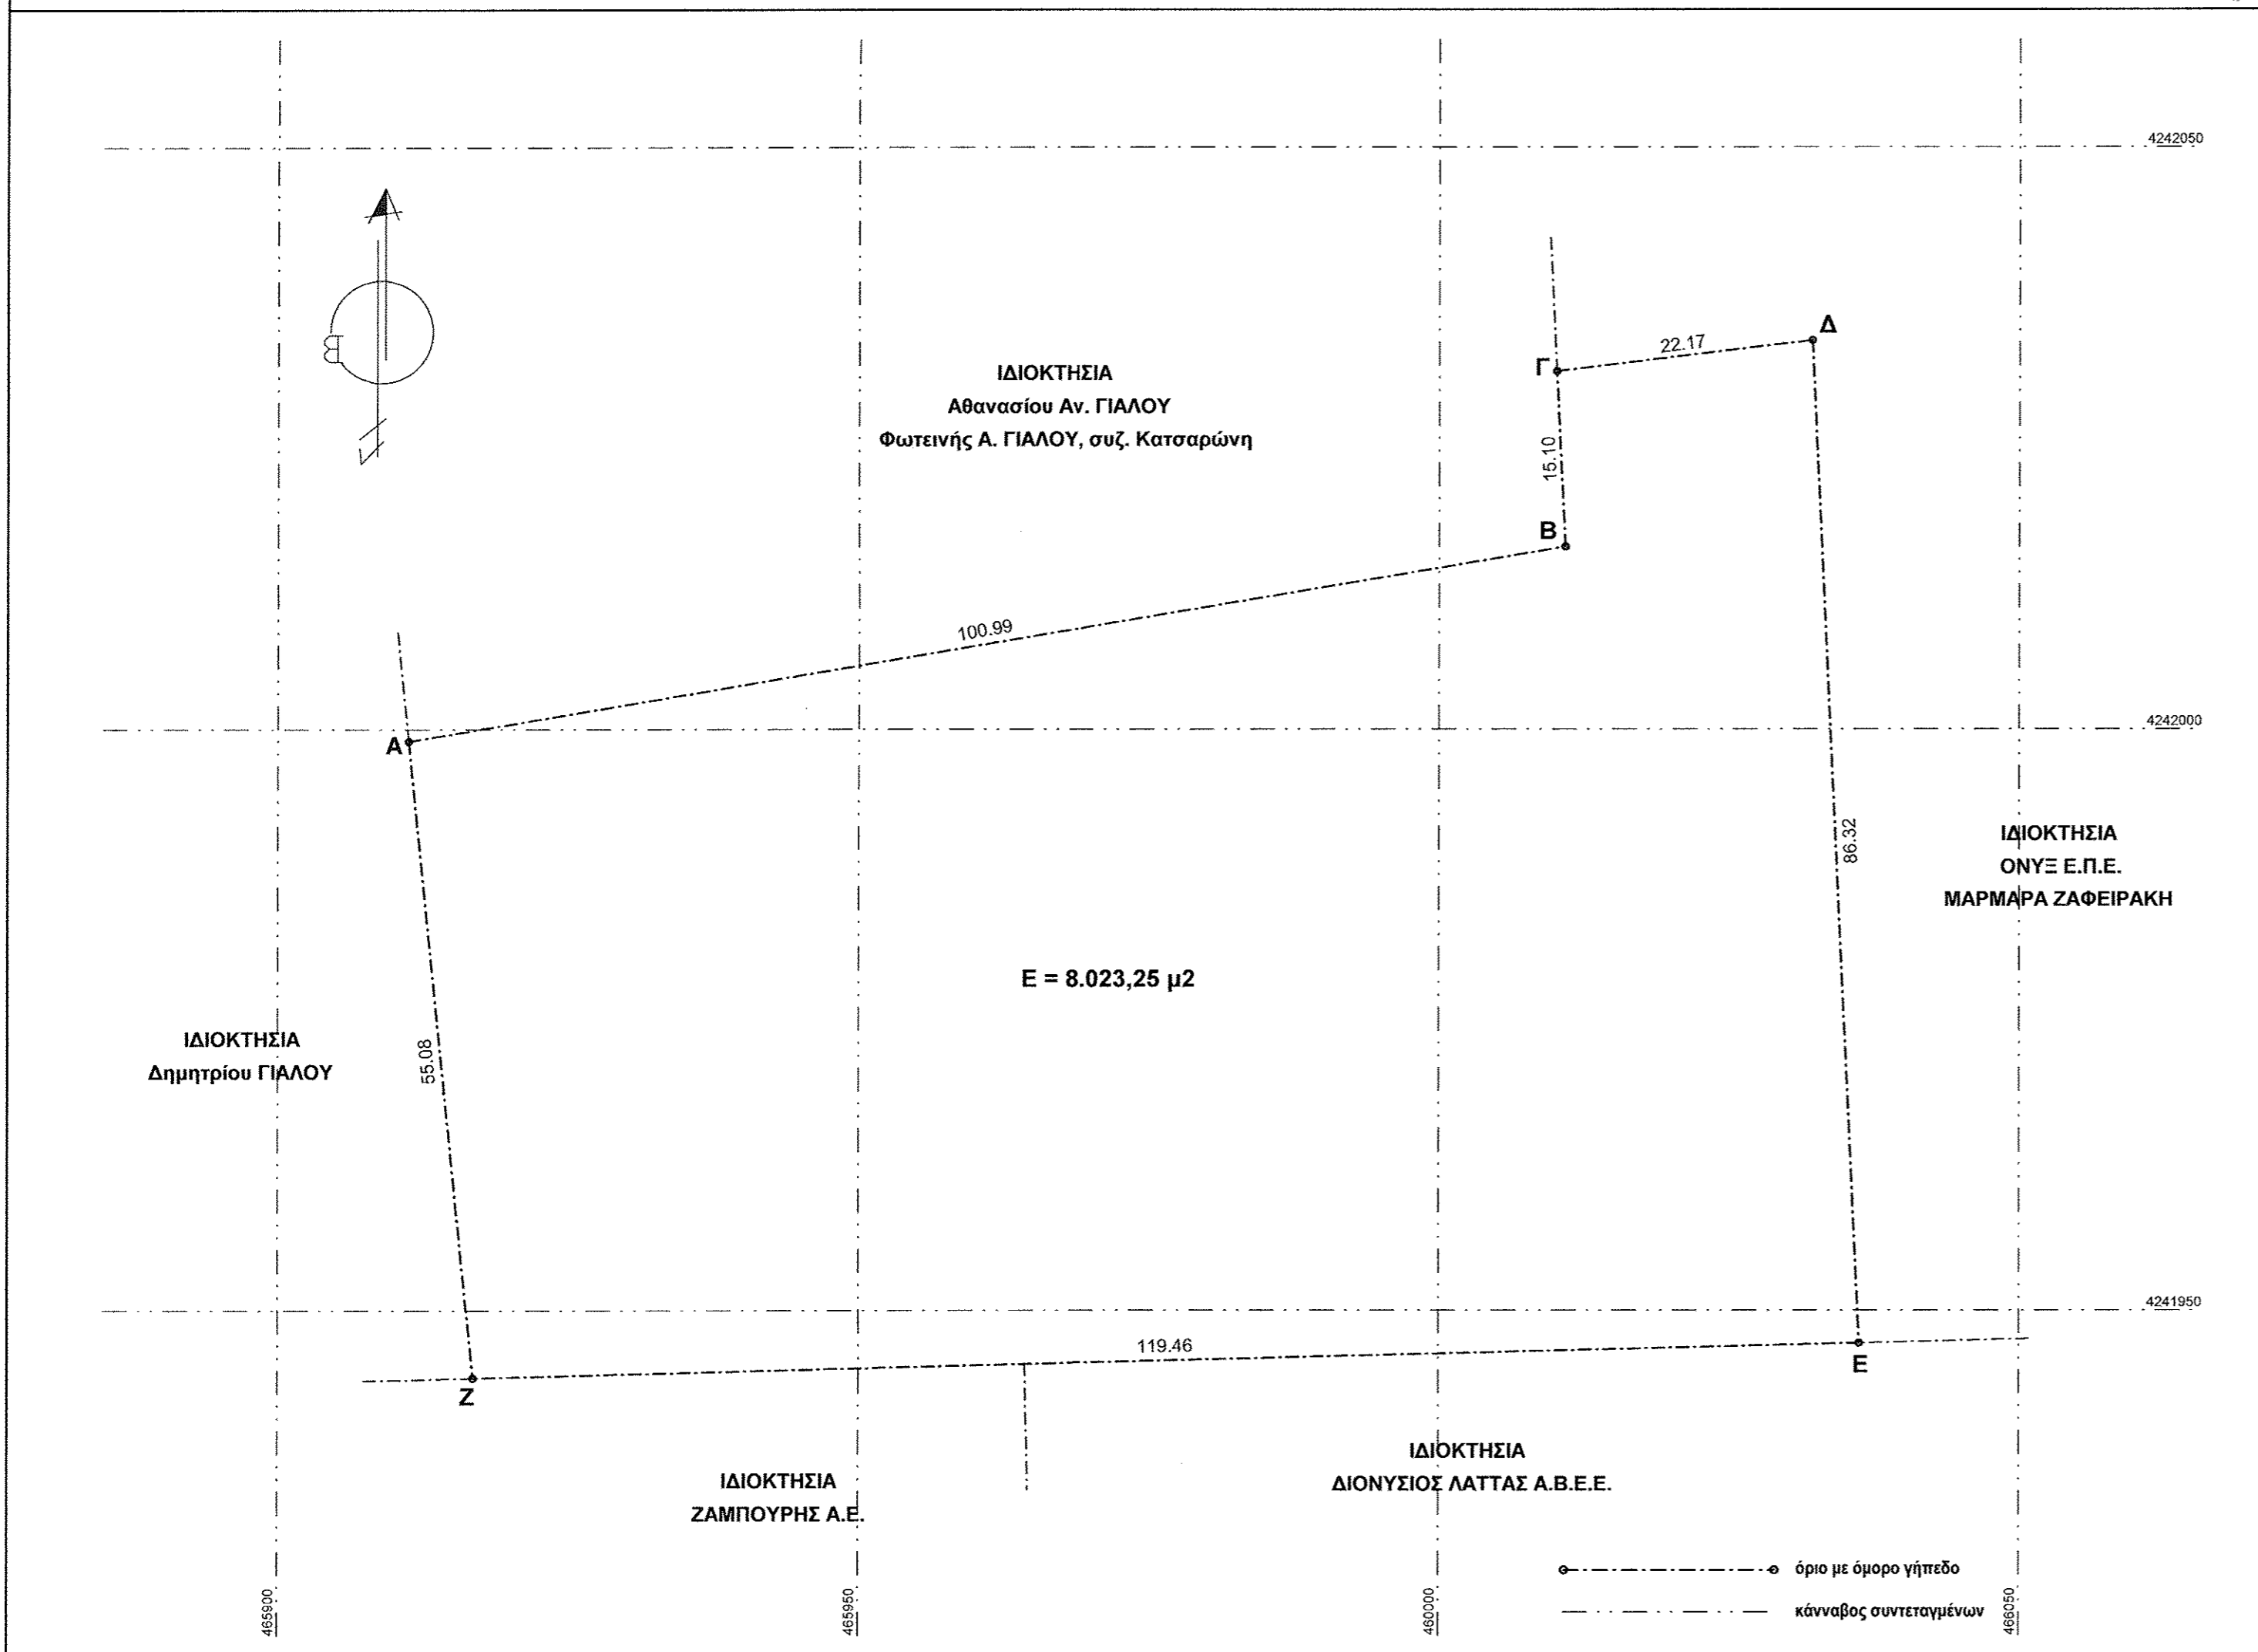 4242050
Β
Δ
22.17
Γ
ΙΔΙΟΚΤΗΣΙΑ
Αθανασίου Αν. ΓΙΑΛΟΥ
Φωτεινής Α. ΓΙΑΛΟΥ, συζ. Κατσαρώνη
15.10
Β
100.99
4242000
Α
86.32
ΙΔΙΟΚΤΗΣΙΑ
ΟΝΥΞ Ε.Π.Ε.
ΜΑΡΜΑΡΑ ΖΑΦΕΙΡΑΚΗ
Ε = 8.023,25 μ2
ΙΔΙΟΚΤΗΣΙΑ
Δημητρίου ΓΙΑΛΟΥ
55.08
4241950
119.46
Ε
Ζ
ΙΔΙΟΚΤΗΣΙΑ
ΖΑΜΠΟΥΡΗΣ Α.Ε.
ΙΔΙΟΚΤΗΣΙΑ
ΔΙΟΝΥΣΙΟΣ ΛΑΤΤΑΣ Α.Β.Ε.Ε.
όριο με όμορο γήπεδο
κάνναβος συντεταγμένων
465900
465950
466000
466050